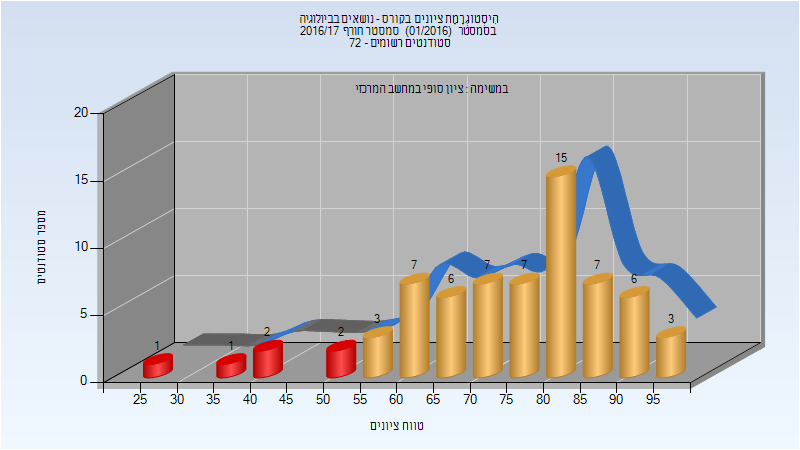 היסטוגרמת ציונים בקורס - נושאים בביולוגיה
בסמסטר (01/2016) סמסטר חורף 2016/17
סטודנטים רשומים - 72
במשימה : ציון סופי במחשב המרכזי
מספר סטודנטים
20
15
10
5
0
1
1
2
2
3
7
6
7
7
15
7
6
3
25 30 35 40 45 50 55 60 65 70 75 80 85 90 95
טווח ציונים